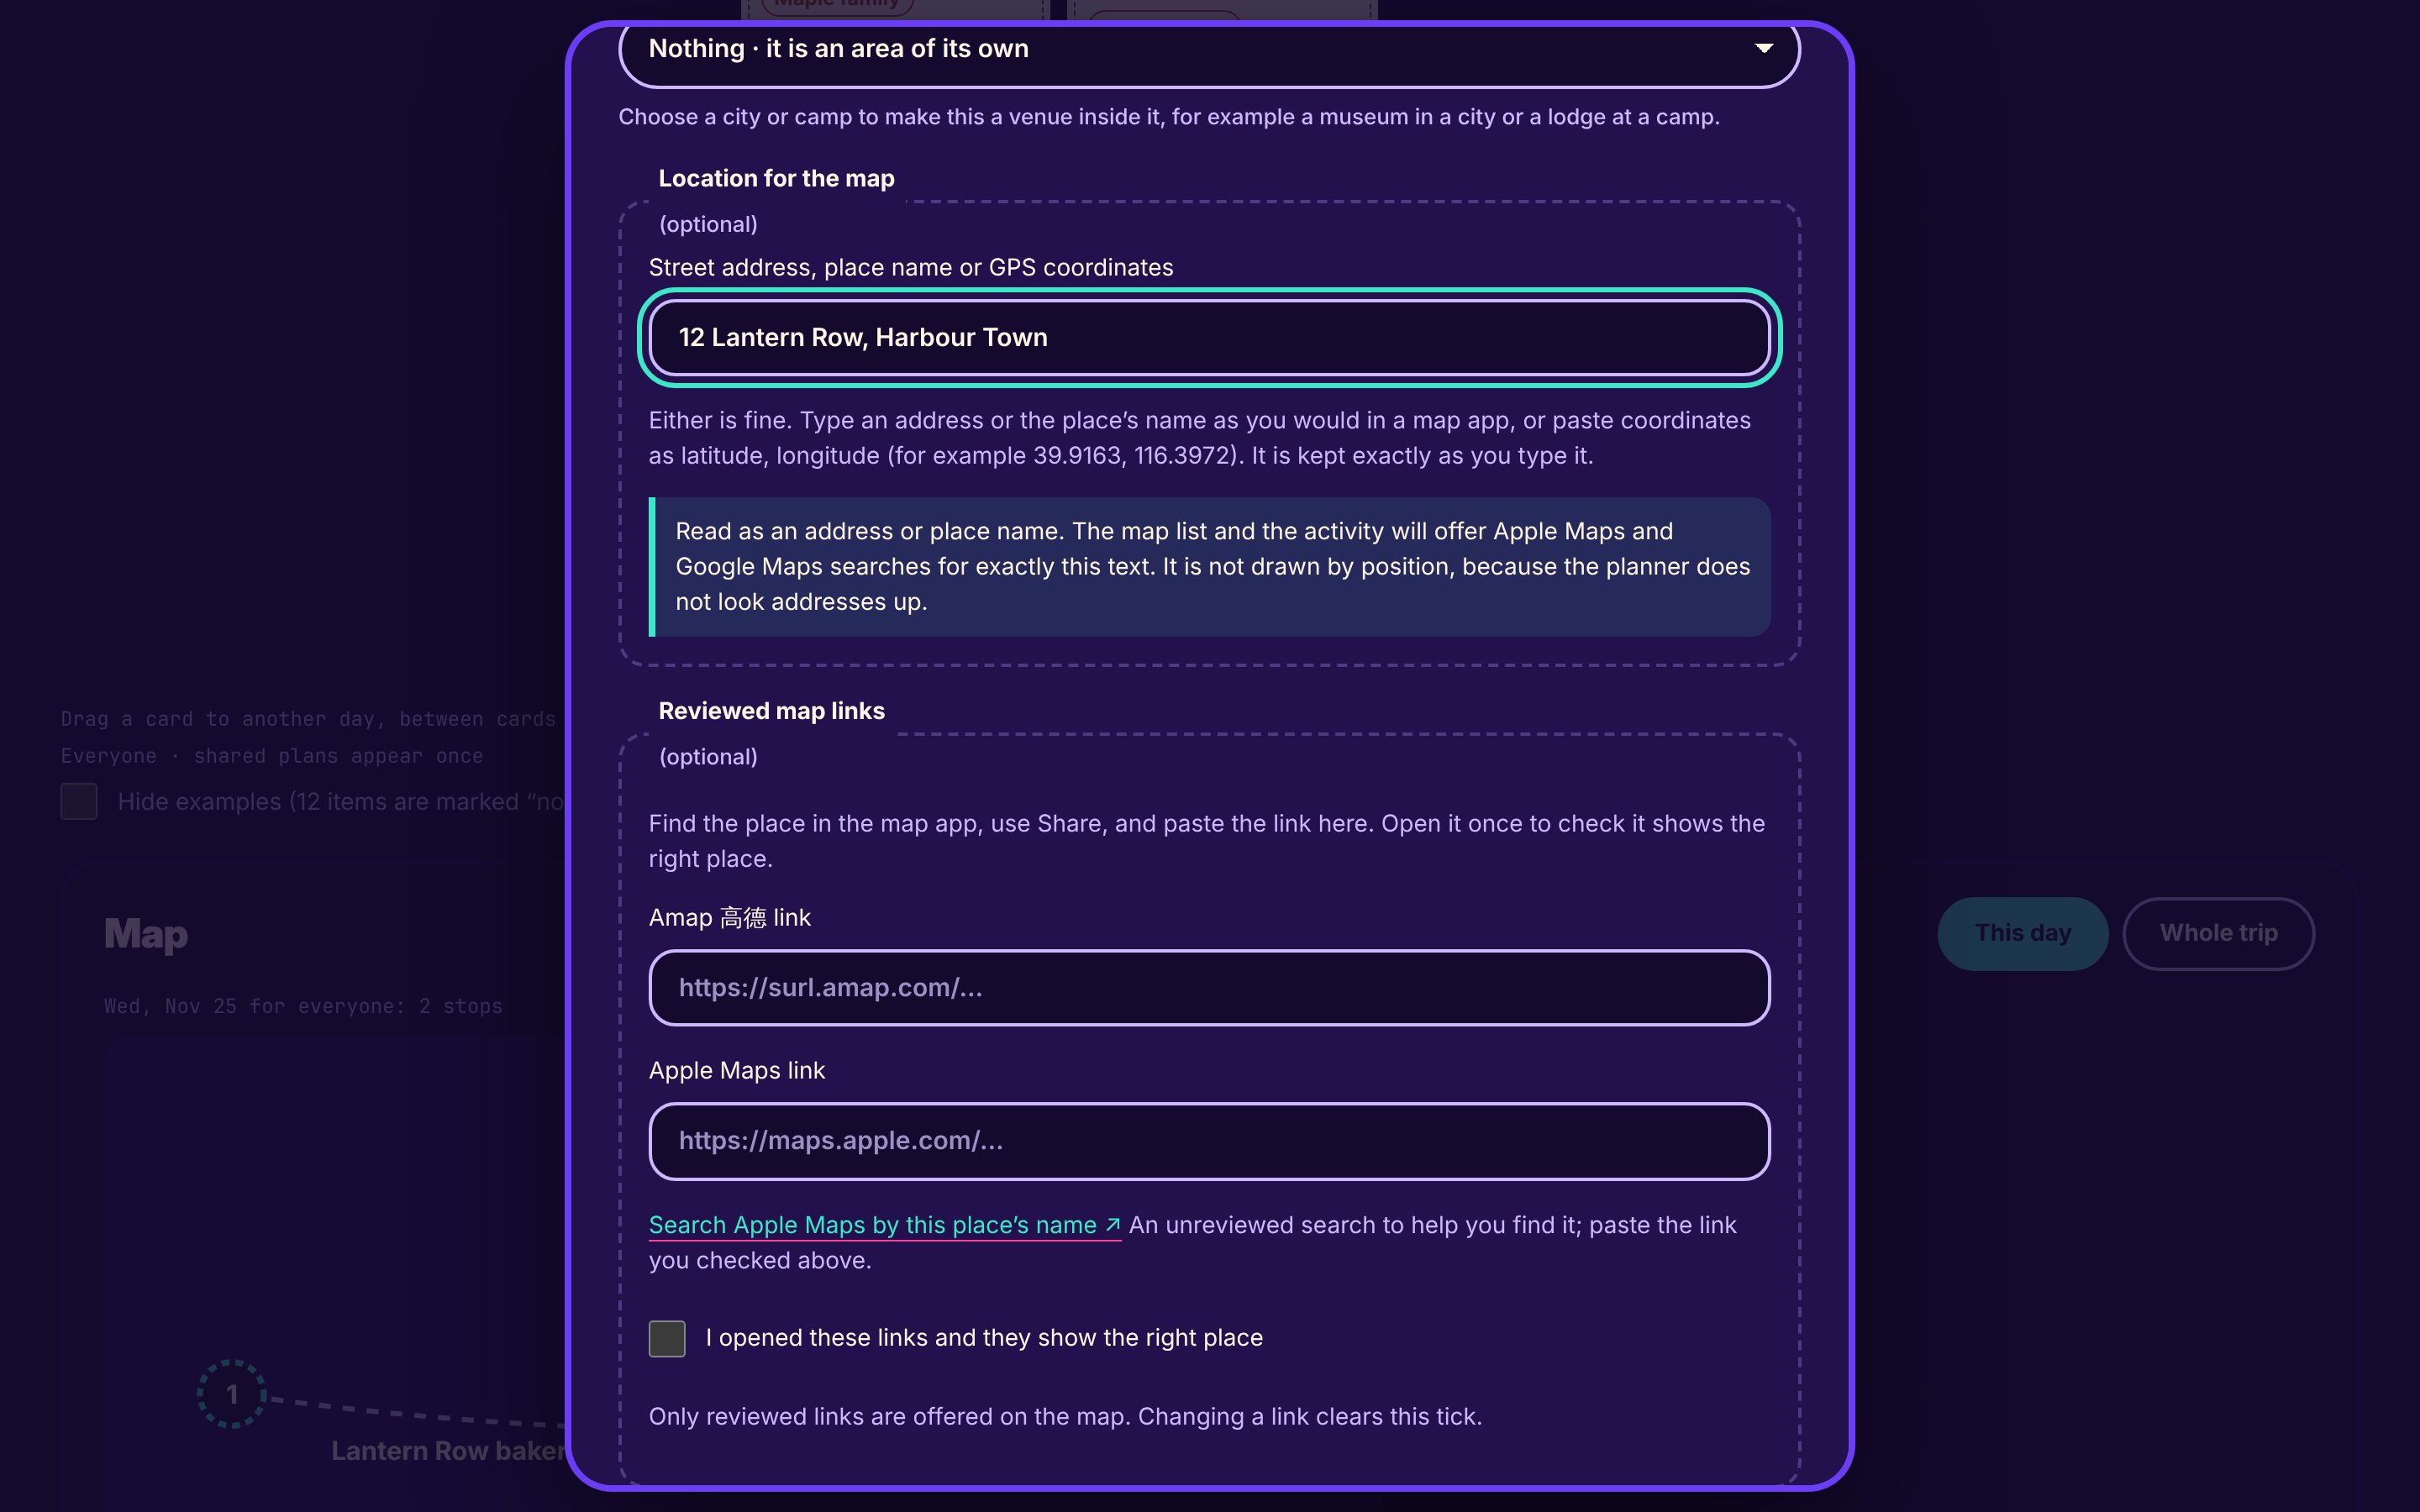 Maple family
Nothing · it is an area of its own
Choose a city or camp to make this a venue inside it, for example a museum in a city or a lodge at a camp.
Location for the map
(optional)
Street address, place name or GPS coordinates
12 Lantern Row, Harbour Town
Either is fine. Type an address or the place’s name as you would in a map app, or paste coordinates
as latitude, longitude (for example 39.9163, 116.3972). It is kept exactly as you type it.
Read as an address or place name. The map list and the activity will offer Apple Maps and
Google Maps searches for exactly this text. It is not drawn by position, because the planner does
not look addresses up.
Reviewed map links
(optional)
Find the place in the map app, use Share, and paste the link here. Open it once to check it shows the
right place.
Amap 高德 link
https://surl.amap.com/...
Apple Maps link
https://maps.apple.com/...
Search Apple Maps by this place’s name ↗ An unreviewed search to help you find it; paste the link
you checked above.
I opened these links and they show the right place
Only reviewed links are offered on the map. Changing a link clears this tick.
Drag a card to another day, between cards
Everyone · shared plans appear once
Hide examples (12 items are marked “no
Map
This day
Whole trip
Wed, Nov 25 for everyone: 2 stops
1
Lantern Row baker